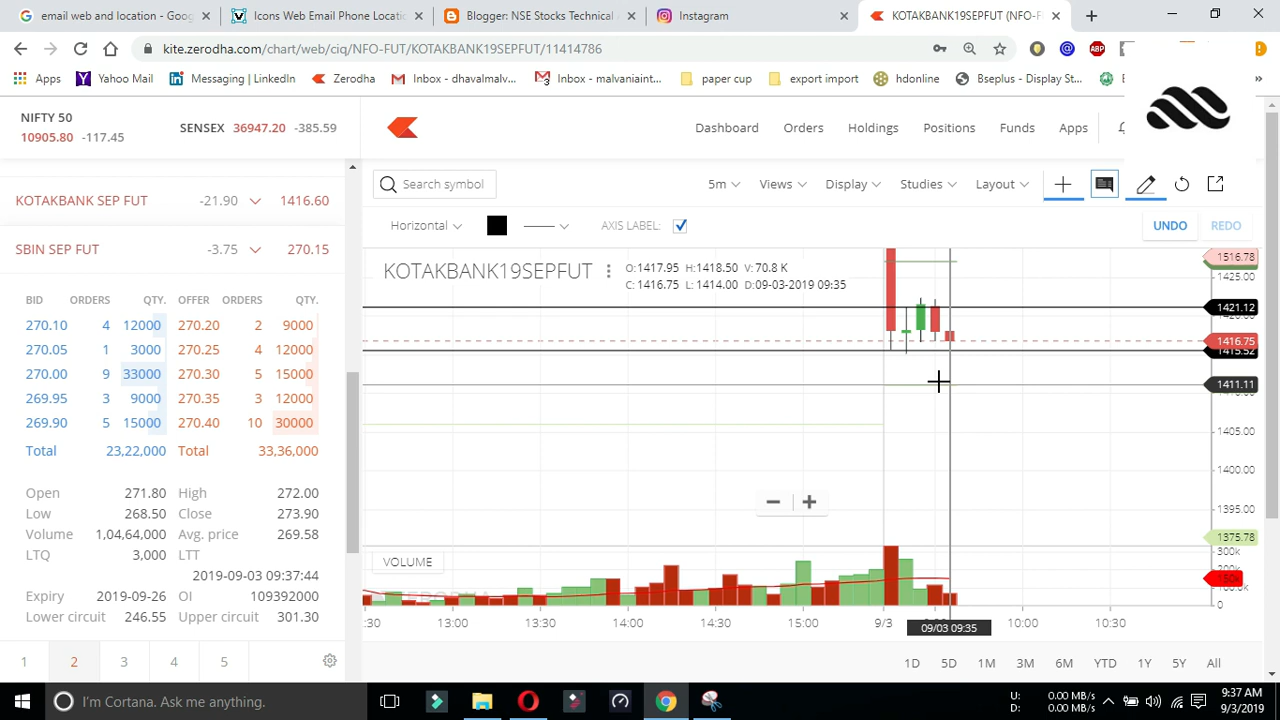 email web and location - Goog
Icons Web Email Phone Locatio
Blogger: NSE Stocks Technical
Instagram
KOTAKBANK19SEPFUT (NFO-F
kite.zerodha.com/chart/web/ciq/NFO-FUT/KOTAKBANK19SEPFUT/11414786
ABP
Apps Yahoo Mail Messaging | LinkedIn Zerodha Inbox - dhavalmalv... Inbox - malvaniaint... paper cup export import hdonline Bseplus - Display St...
NIFTY 50
10905.80 -117.45
SENSEX 36947.20 -385.59
Dashboard Orders Holdings Positions Funds Apps
KOTAKBANK SEP FUT -21.90 1416.60
SBIN SEP FUT -3.75 270.15
BID ORDERS QTY. OFFER ORDERS QTY.
270.10 4 12000 270.20 2 9000
270.05 1 3000 270.25 4 12000
270.00 9 33000 270.30 5 15000
269.95 3 9000 270.35 3 12000
269.90 5 15000 270.40 10 30000
Total 23,22,000 Total 33,36,000
Open 271.80 High 272.00
Low 268.50 Close 273.90
Volume 1,04,64,000 Avg. price 269.58
LTQ 3,000 LTT
2019-09-03 09:37:44
Expiry 2019-09-26 OI 109392000
Lower circuit 246.55 Upper circuit 301.30
1 2 3 4 5
Search symbol
5m Views Display Studies Layout
Horizontal AXIS LABEL: UNDO REDO
KOTAKBANK19SEPFUT
O:1417.95 H:1418.50 V: 70.8 K
C: 1416.75 L: 1414.00 D:09-03-2019 09:35
1516.78
1425.00
1421.12
1416.75
1415.52
1411.11
1405.00
1400.00
1395.00
1375.78
VOLUME
300k
200k
150k
0
:30 13:00 13:30 14:00 14:30 15:00 9/3 10:00 10:30
09/03 09:35
1D 5D 1M 3M 6M YTD 1Y 5Y All
I'm Cortana. Ask me anything.
U: 0.00 MB/s
D: 0.00 MB/s
9:37 AM
9/3/2019